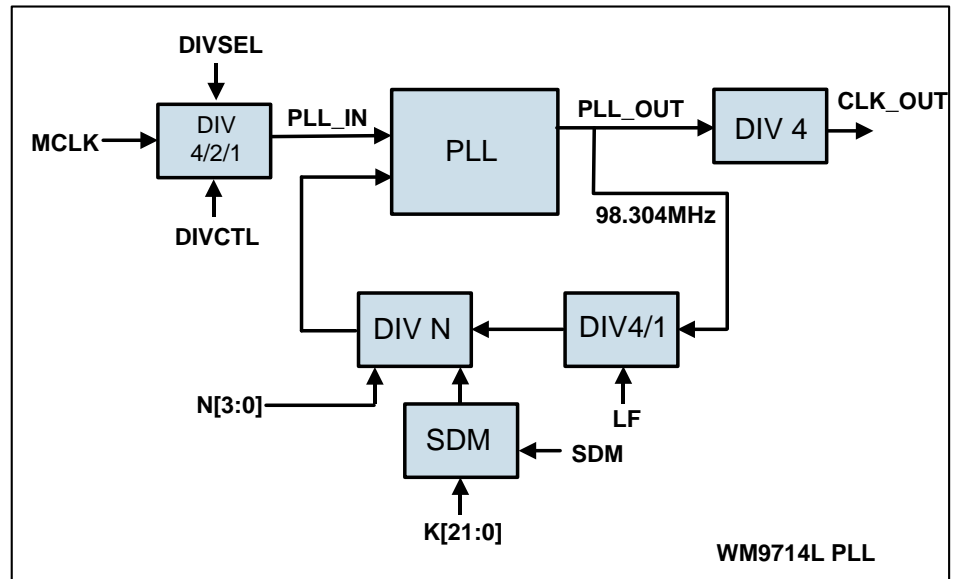 DIVSEL
MCLK
DIV
4/2/1
DIVCTL
PLL_IN
PLL
PLL_OUT
DIV 4
CLK_OUT
98.304MHz
DIV N
DIV4/1
N[3:0]
LF
SDM
SDM
K[21:0]
WM9714L PLL